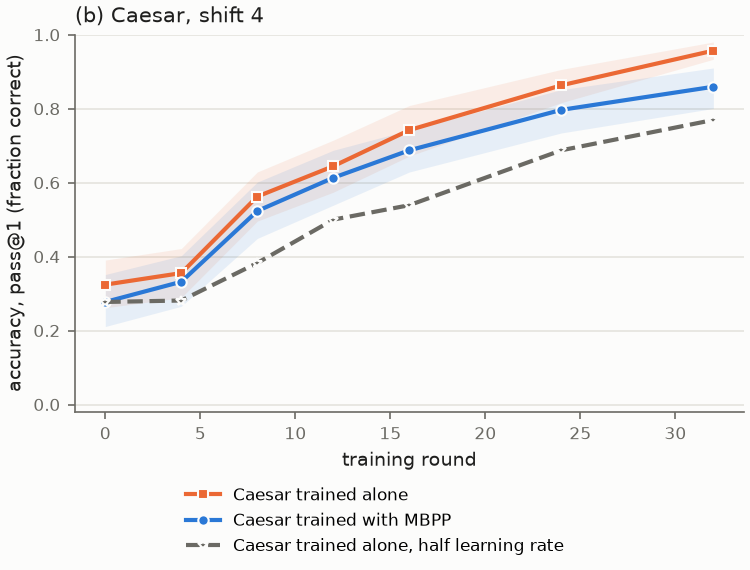 (b) Caesar, shift 4
accuracy, pass@1 (fraction correct)
1.0
0.8
0.6
0.4
0.2
0.0
0 5 10 15 20 25 30
training round
Caesar trained alone
Caesar trained with MBPP
Caesar trained alone, half learning rate